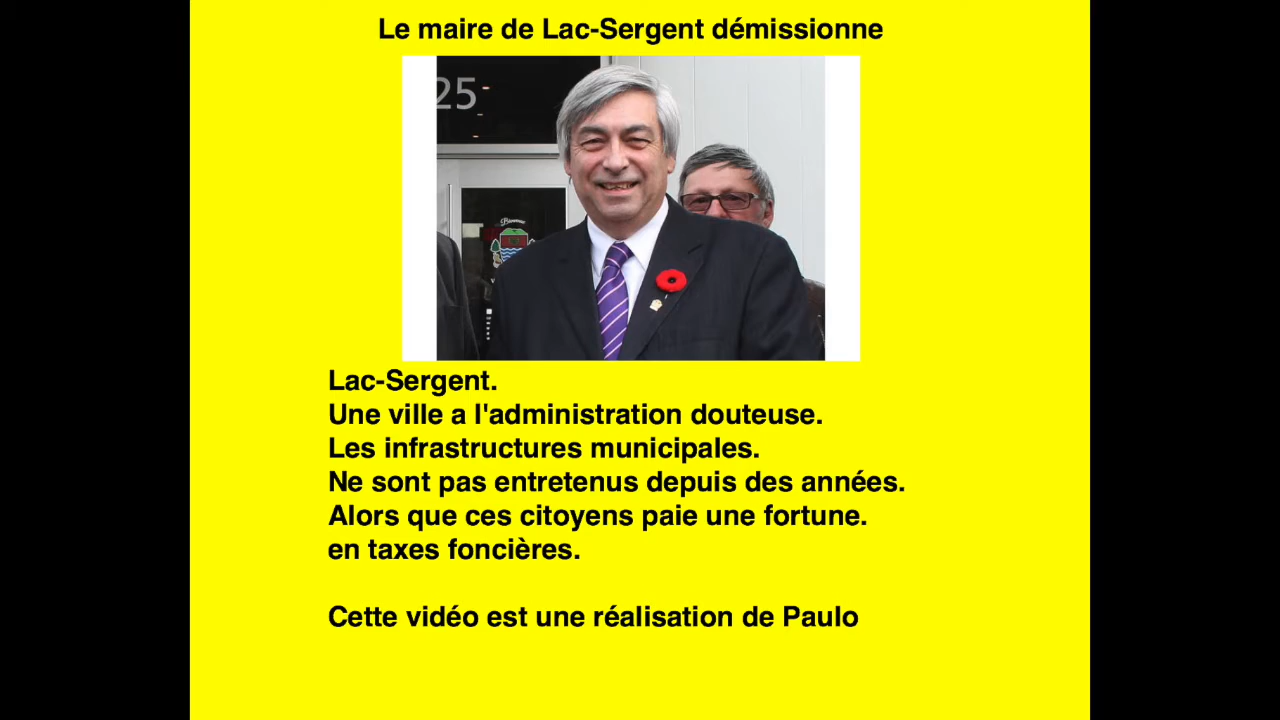 Le maire de Lac-Sergent démissionne
25
Lac-Sergent.
Une ville a l'administration douteuse.
Les infrastructures municipales.
Ne sont pas entretenus depuis des années.
Alors que ces citoyens paie une fortune.
en taxes foncières.
Cette vidéo est une réalisation de Paulo